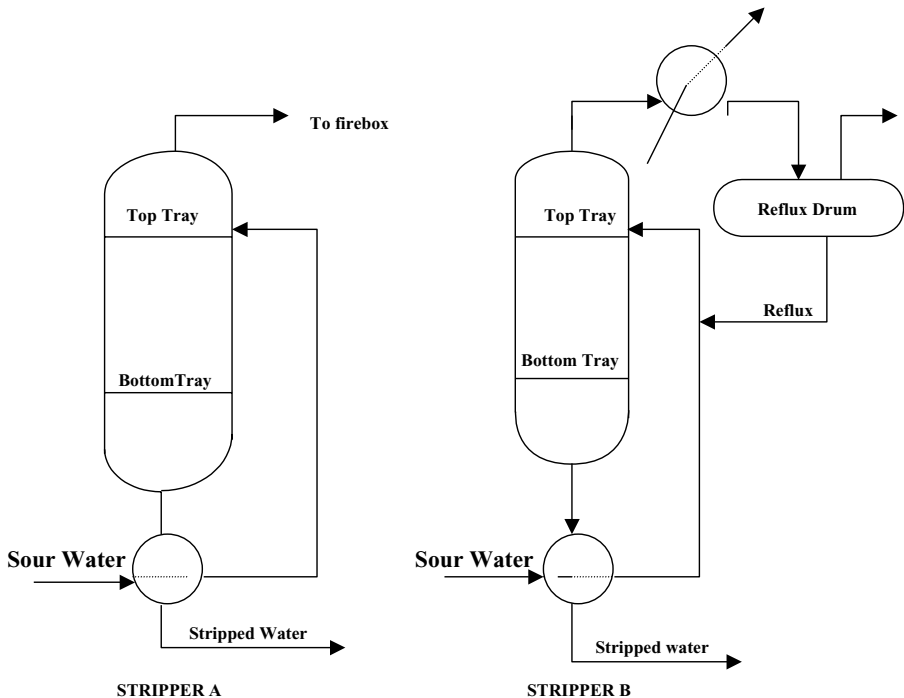 To firebox
Top Tray
BottomTray
Sour Water
Stripped Water
STRIPPER A
Top Tray
Reflux Drum
Reflux
Bottom Tray
Sour Water
Stripped water
STRIPPER B